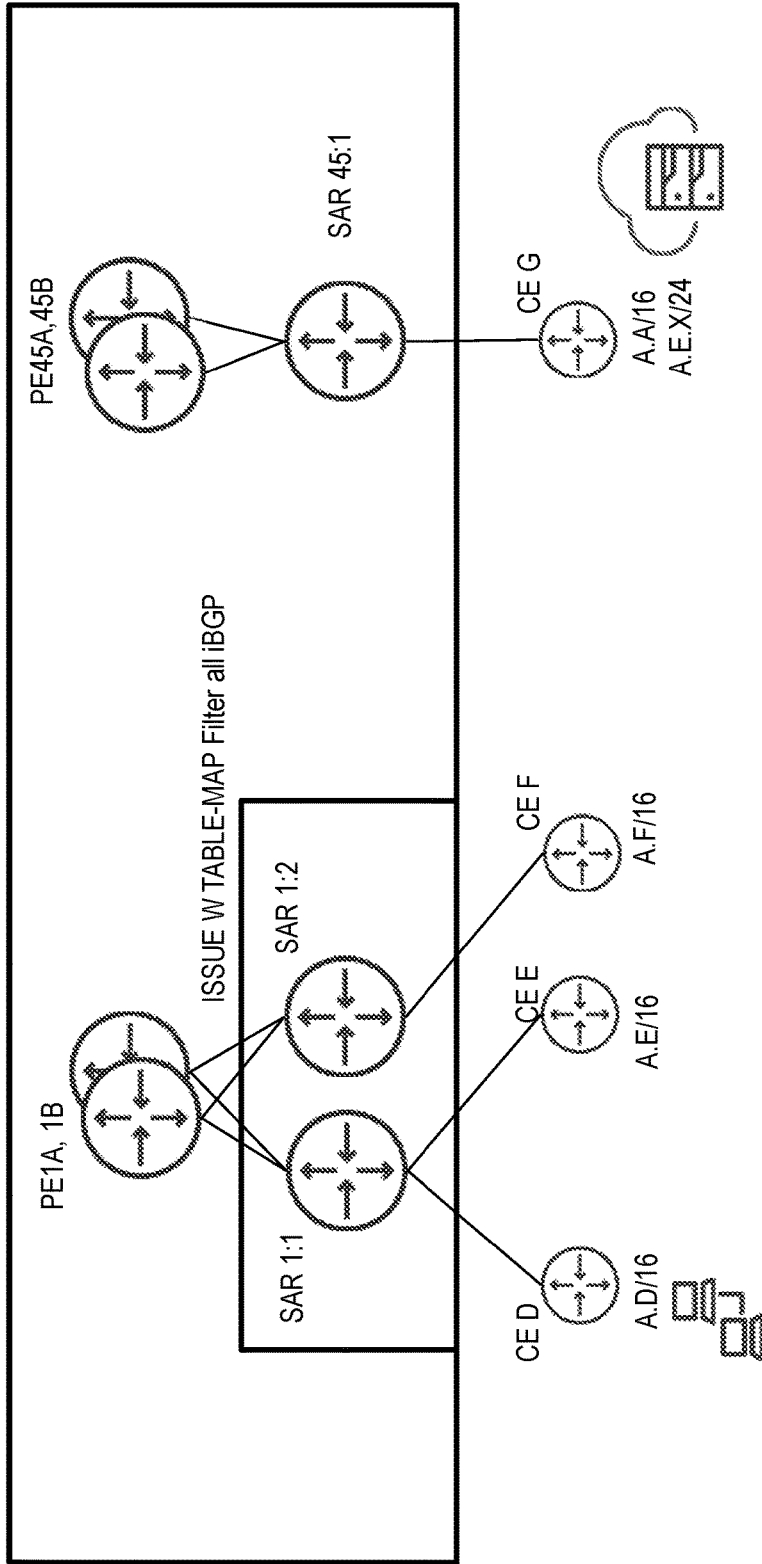 PE1A, 1B
PE45A,45B
ISSUE W TABLE-MAP Filter all iBGP
SAR 1:1
SAR 1:2
SAR 45:1
CE D
CE E
CE F
CE G
A.D/16
A.E/16
A.F/16
A.A/16
A.E.X/24